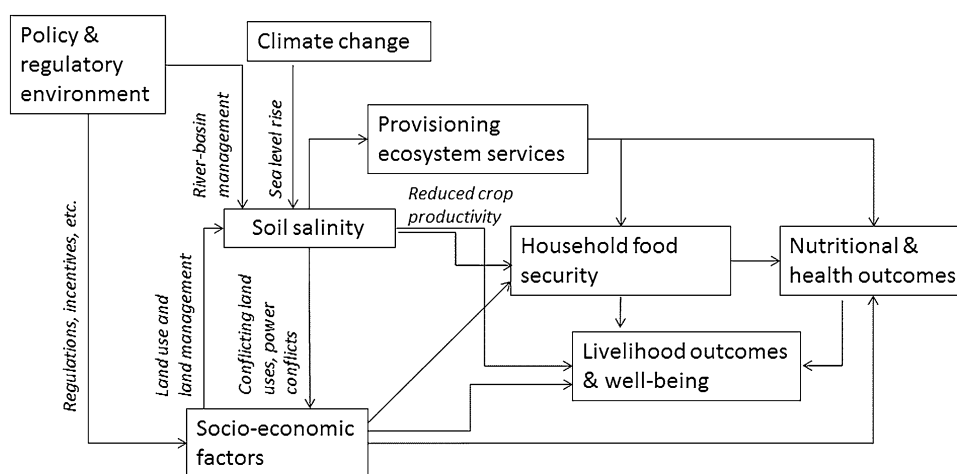 Policy &
regulatory
environment
Climate change
River-basin
management
Sea level rise
Provisioning
ecosystem services
Reduced crop
productivity
Soil salinity
Household food
security
Nutritional &
health outcomes
Regulations, incentives, etc.
Land use and
land management
Conflicting land
uses, power
conflicts
Livelihood outcomes
& well-being
Socio-economic
factors